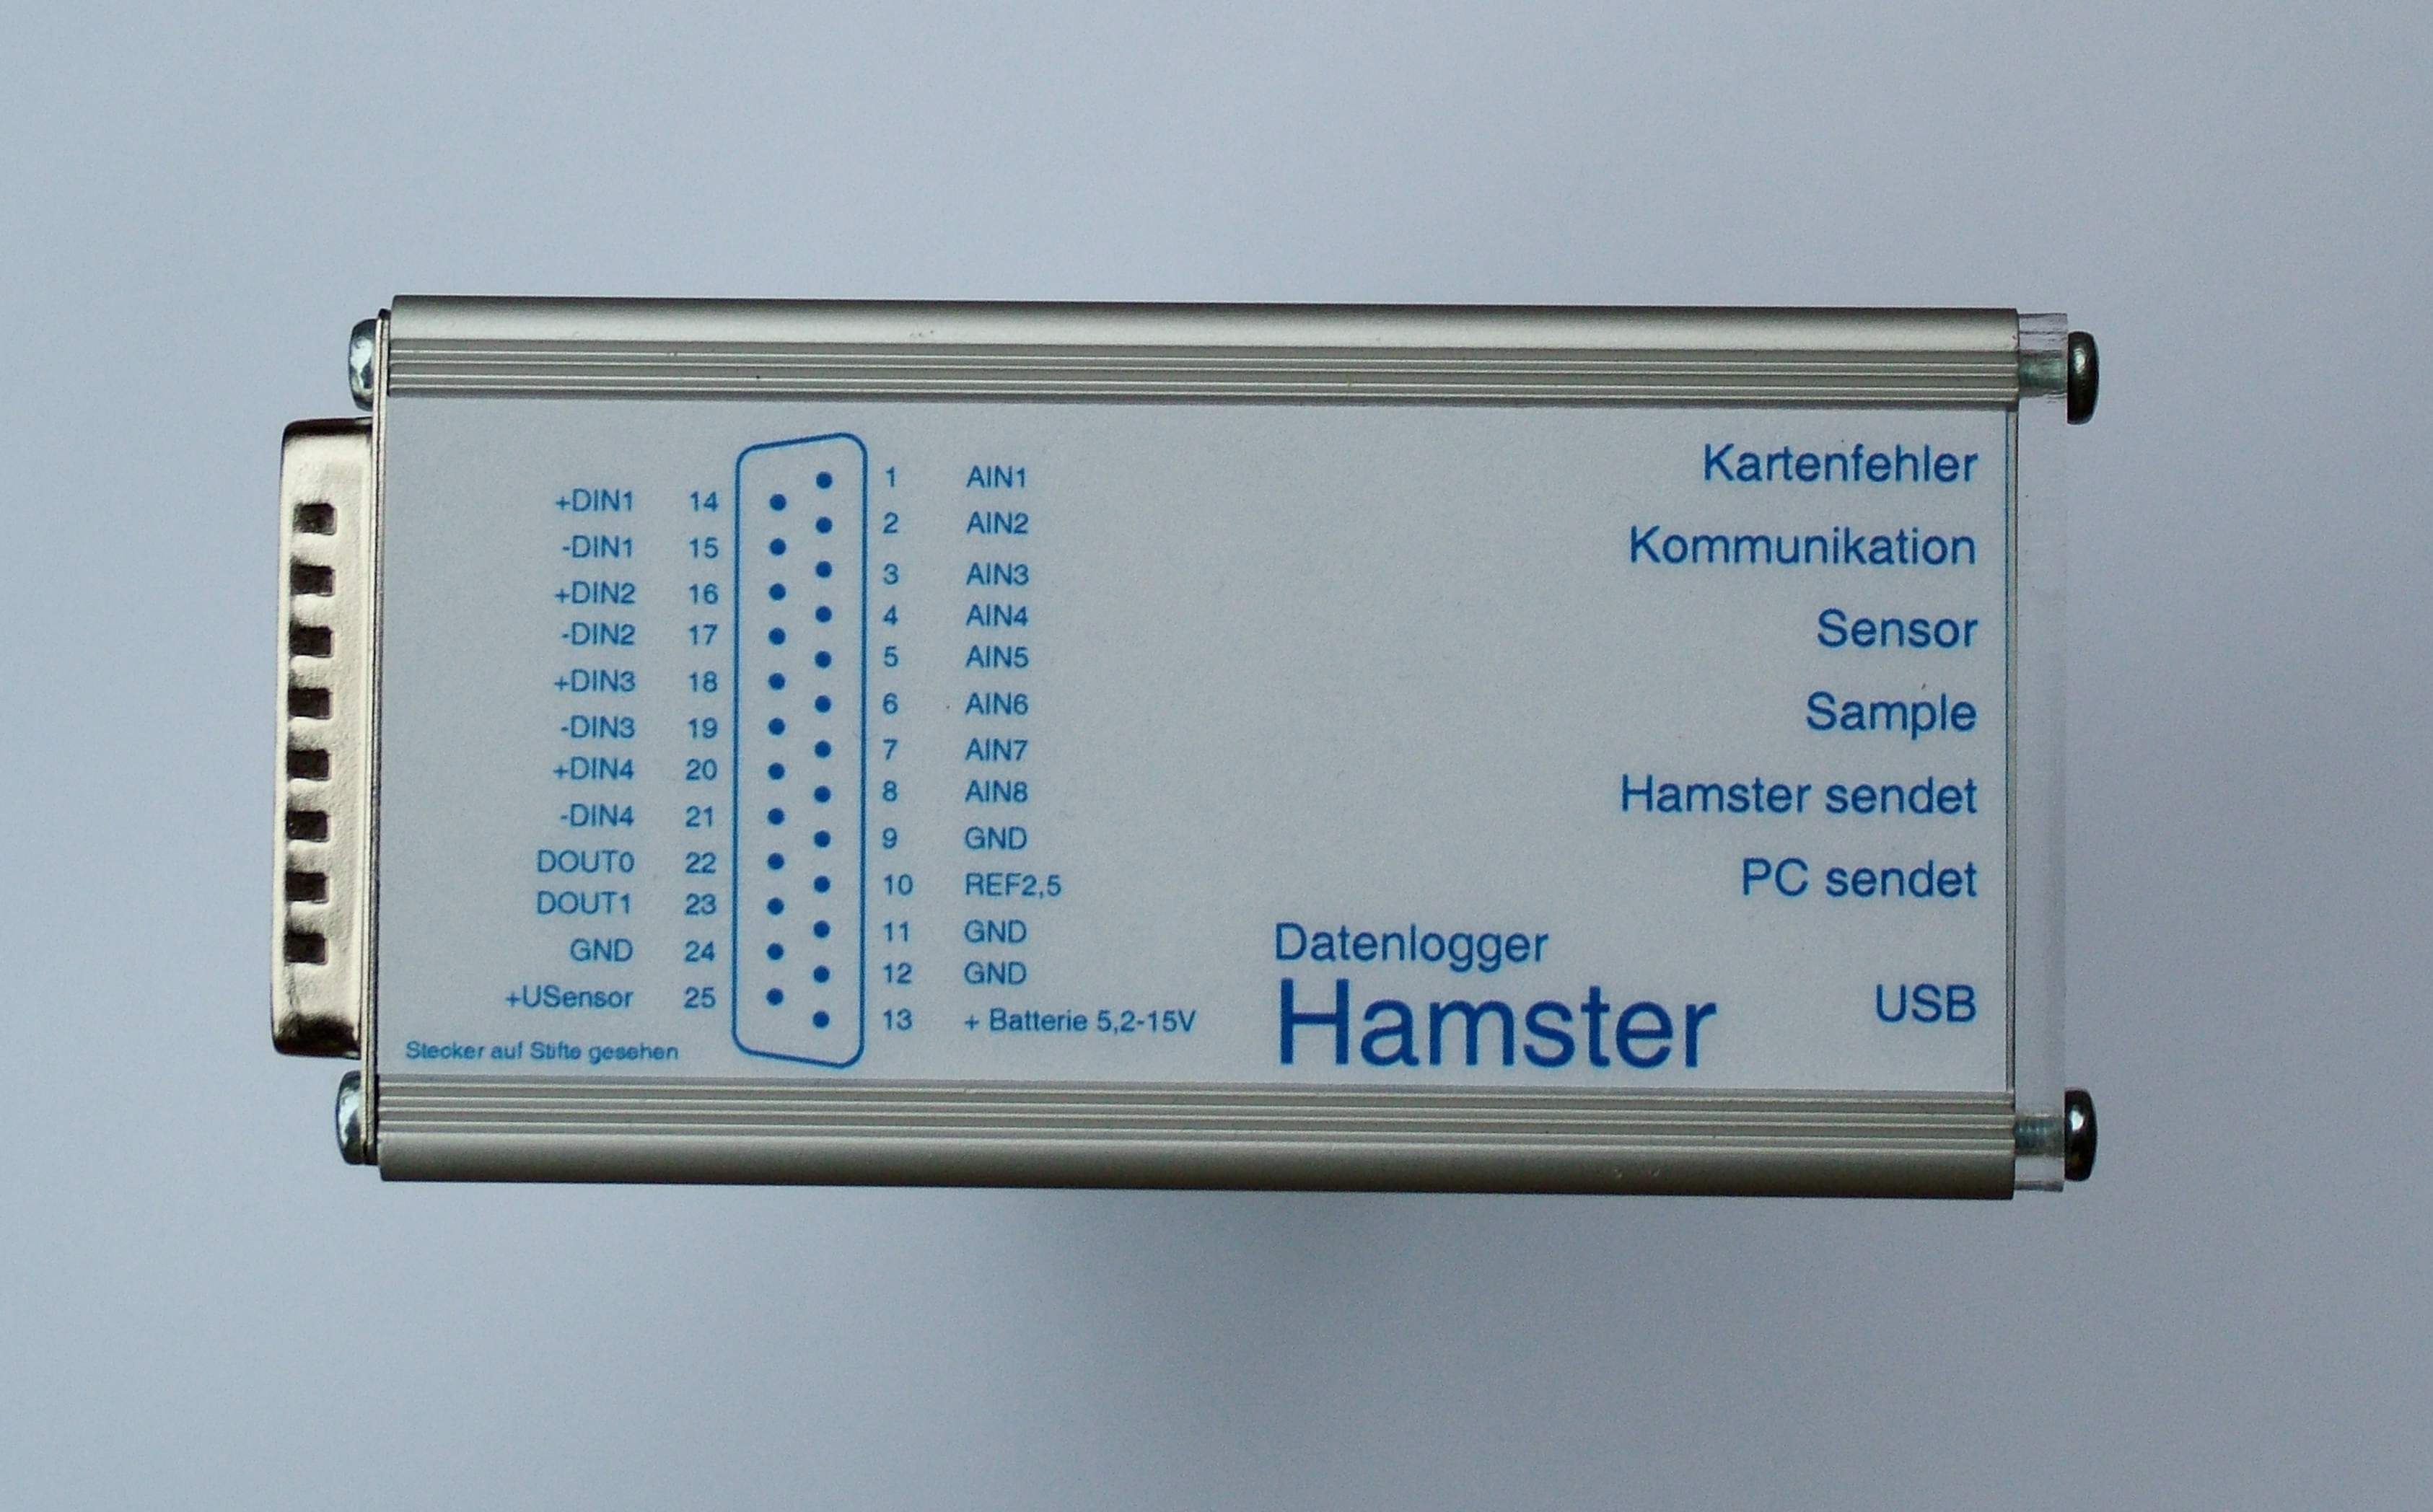 1 AIN1
+DIN1 14
2 AIN2
-DIN1 15
3 AIN3
+DIN2 16
4 AIN4
-DIN2 17
5 AIN5
+DIN3 18
6 AIN6
-DIN3 19
7 AIN7
+DIN4 20
8 AIN8
-DIN4 21
9 GND
DOUT0 22
10 REF2,5
DOUT1 23
11 GND
GND 24
12 GND
+USensor 25
13 + Batterie 5,2-15V
Stecker auf Stifte gesehen
Kartenfehler
Kommunikation
Sensor
Sample
Hamster sendet
PC sendet
Datenlogger
Hamster
USB